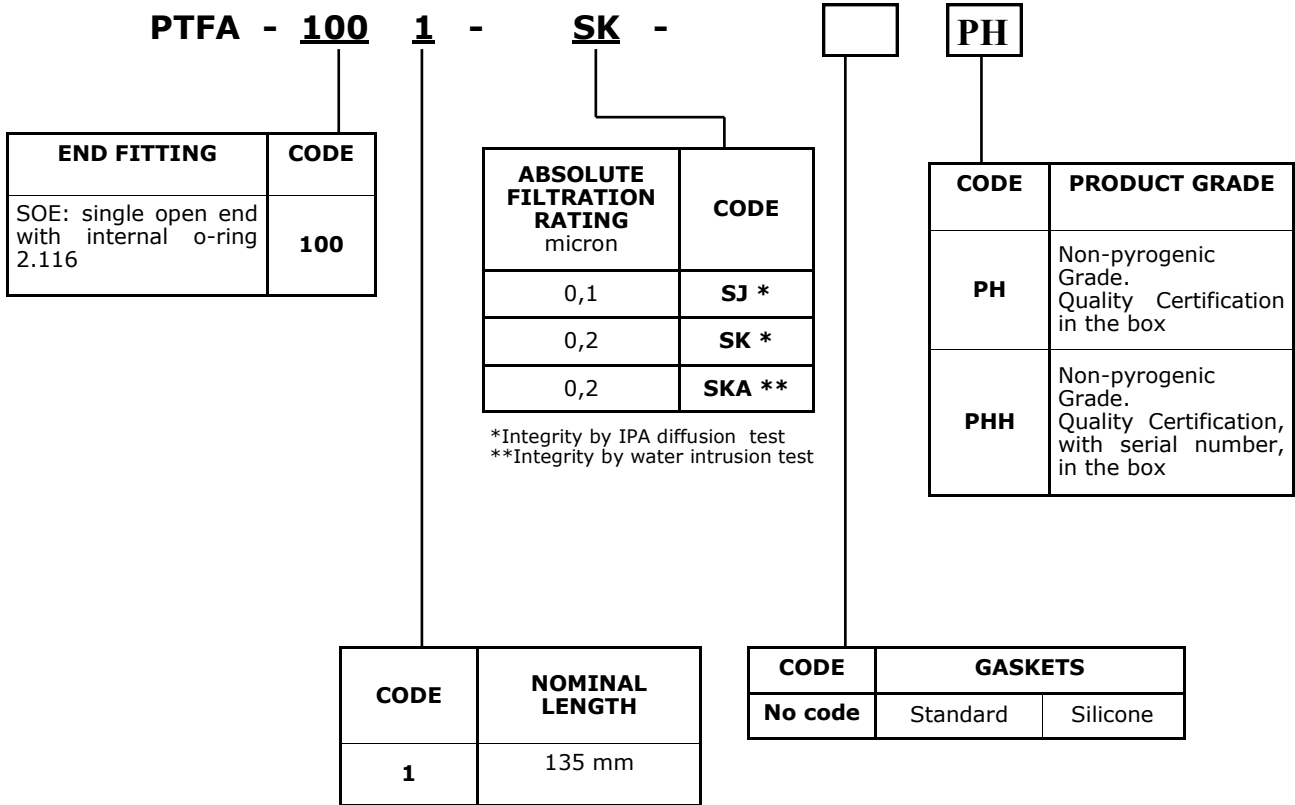 PTFA - 100 1 - SK - PH
END FITTING CODE
SOE: single open end
with internal o-ring
2.116
100
ABSOLUTE
FILTRATION
RATING
micron
CODE
0,1 SJ *
0,2 SK *
0,2 SKA **
*Integrity by IPA diffusion test
**Integrity by water intrusion test
CODE PRODUCT GRADE
PH
Non-pyrogenic
Grade.
Quality Certification
in the box
PHH
Non-pyrogenic
Grade.
Quality Certification,
with serial number,
in the box
CODE
NOMINAL
LENGTH
1 135 mm
CODE GASKETS
No code Standard Silicone